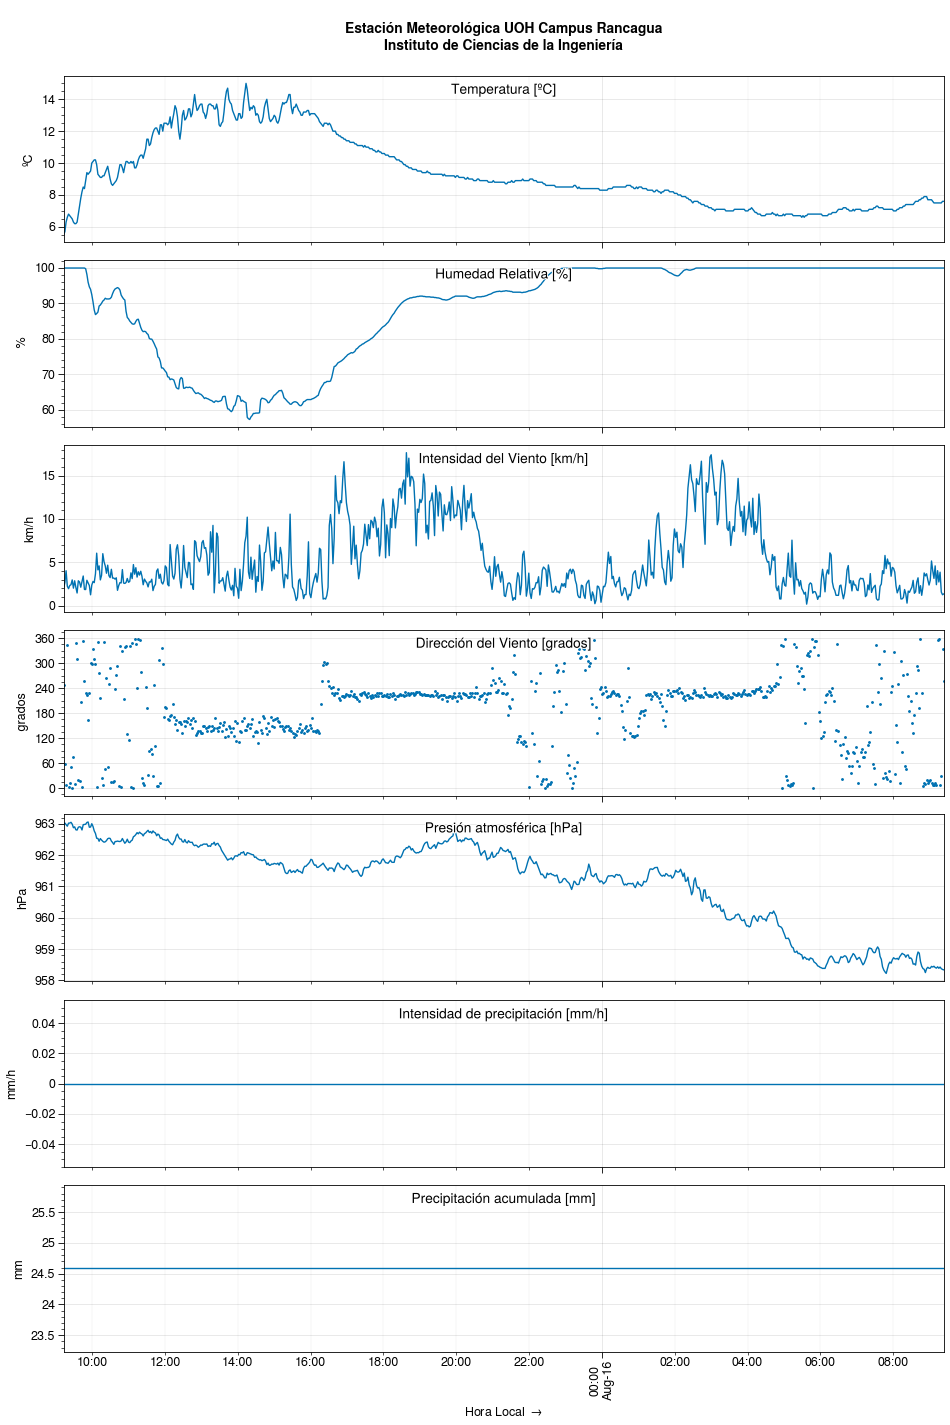 Estación Meteorológica UOH Campus Rancagua
Instituto de Ciencias de la Ingeniería
Temperatura [ºC]
ºC
14
12
10
8
6
Humedad Relativa [%]
%
100
90
80
70
60
Intensidad del Viento [km/h]
km/h
15
10
5
0
Dirección del Viento [grados]
grados
360
300
240
180
120
60
0
Presión atmosférica [hPa]
hPa
963
962
961
960
959
958
Intensidad de precipitación [mm/h]
mm/h
0.04
0.02
0
−0.02
−0.04
Precipitación acumulada [mm]
mm
25.5
25
24.5
24
23.5
10:00 12:00 14:00 16:00 18:00 20:00 22:00 00:00 02:00 04:00 06:00 08:00
Aug-16
Hora Local →